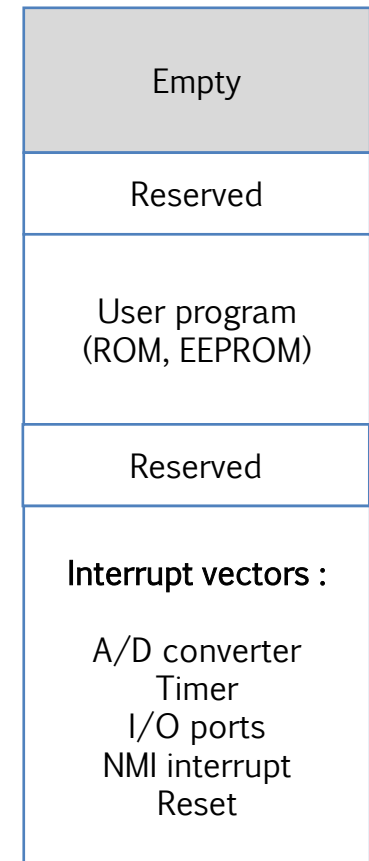 Empty
Reserved
User program
(ROM, EEPROM)
Reserved
Interrupt vectors :
A/D converter
Timer
I/O ports
NMI interrupt
Reset